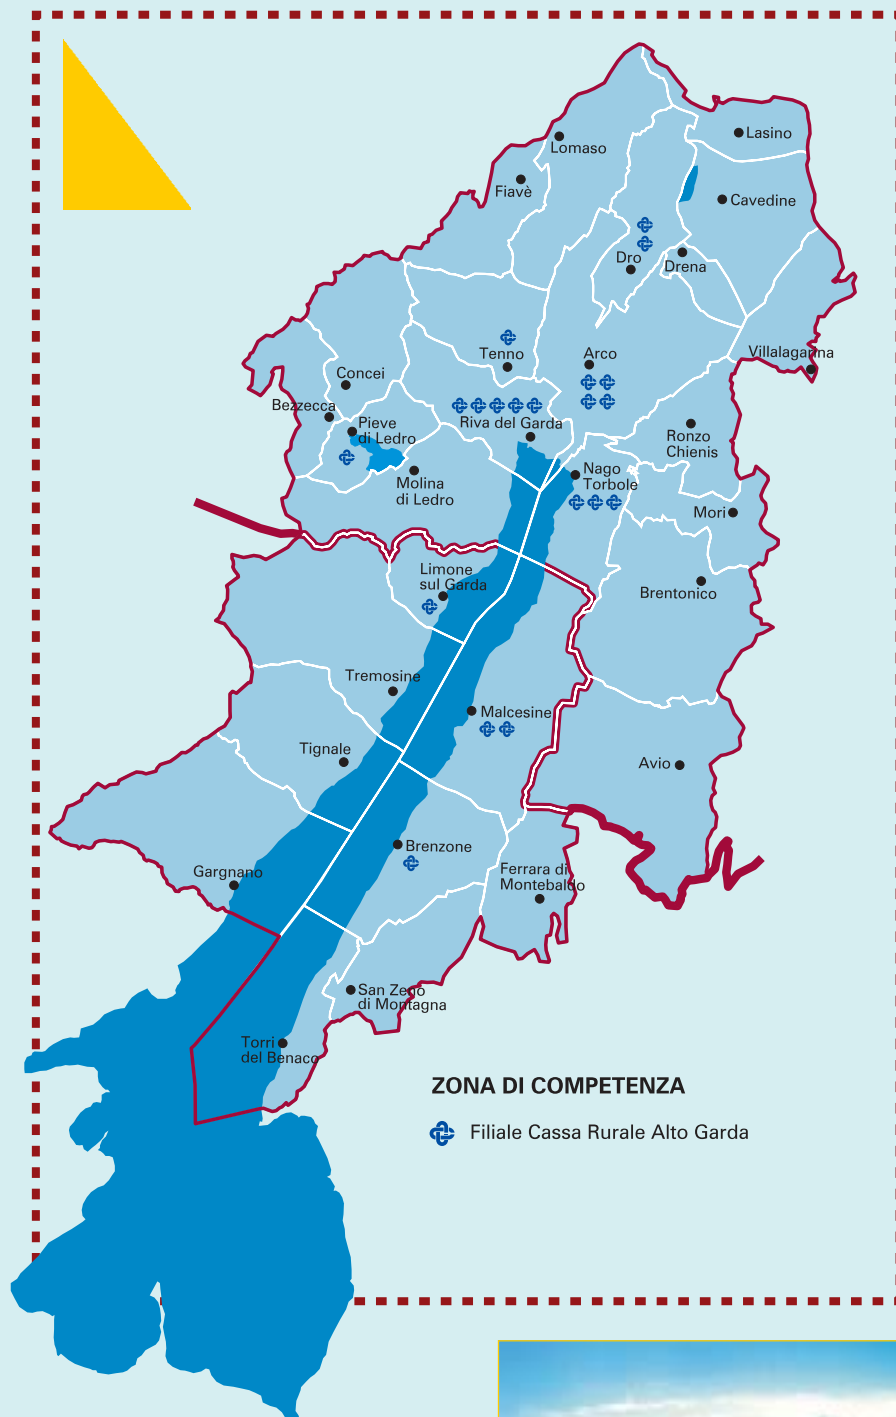 Lasino
Lomaso
Fiavè
Cavedine
Dro
Drena
Tenno
Arco
Villalagarina
Concei
Bezzecca
Pieve
di Ledro
Riva del Garda
Ronzo
Chienis
Molina
di Ledro
Nago
Torbole
Mori
Limone
sul Garda
Brentonico
Tremosine
Malcesine
Tignale
Avio
Brenzone
Gargnano
Ferrara di
Montebaldo
San Zeno
di Montagna
Torri
del Benaco
ZONA DI COMPETENZA
Filiale Cassa Rurale Alto Garda